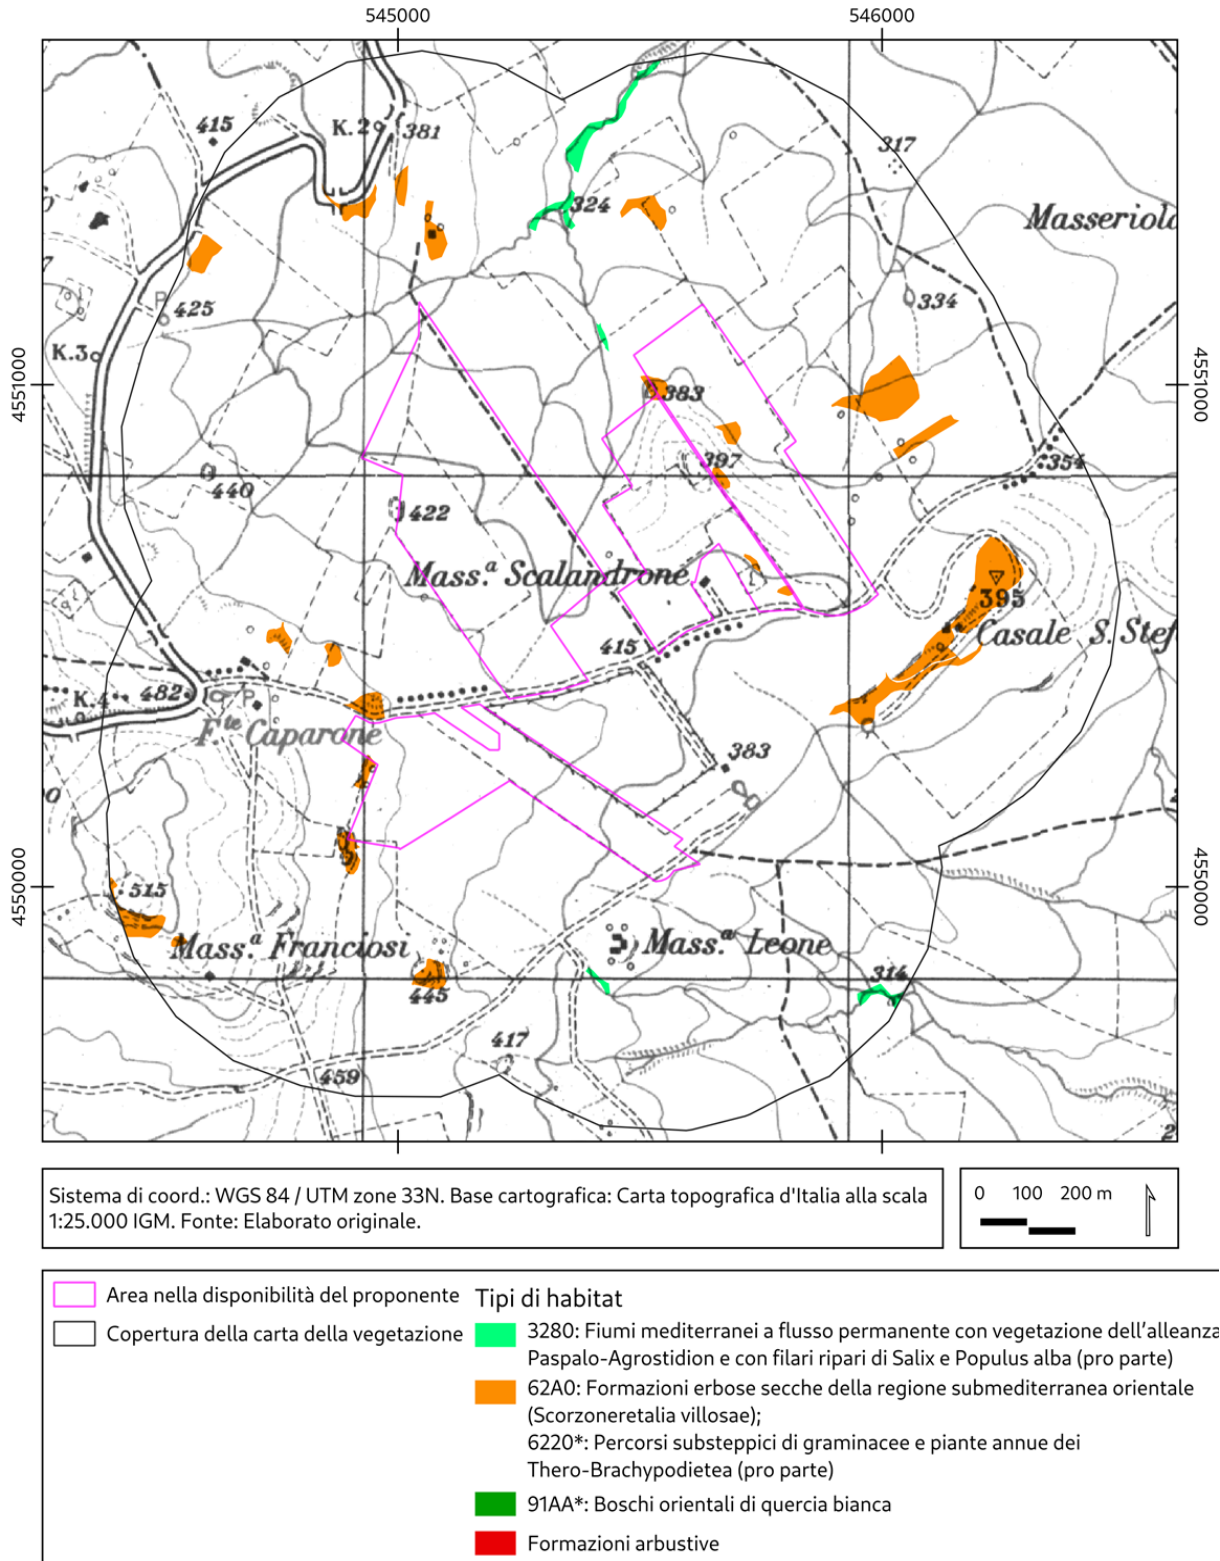 545000 546000
K.2 381
415
317
324
Masseriola
334
425
K.3
4551000 4551000
383
397
354
440
422
Mass.ª Scalandrone
395
Casale S. Stef
415
K.4 482
F.te Caparone
383
4550000 4550000
515
Mass.ª Franciosi
Mass.ª Leone
445
314
417
459
2
Sistema di coord.: WGS 84 / UTM zone 33N. Base cartografica: Carta topografica d'Italia alla scala
1:25.000 IGM. Fonte: Elaborato originale.
0 100 200 m
Area nella disponibilità del proponente
Copertura della carta della vegetazione
Tipi di habitat
3280: Fiumi mediterranei a flusso permanente con vegetazione dell'alleanza
Paspalo-Agrostidion e con filari ripari di Salix e Populus alba (pro parte)
62A0: Formazioni erbose secche della regione submediterranea orientale
(Scorzoneretalia villosae);
6220*: Percorsi substeppici di graminacee e piante annue dei
Thero-Brachypodietea (pro parte)
91AA*: Boschi orientali di quercia bianca
Formazioni arbustive